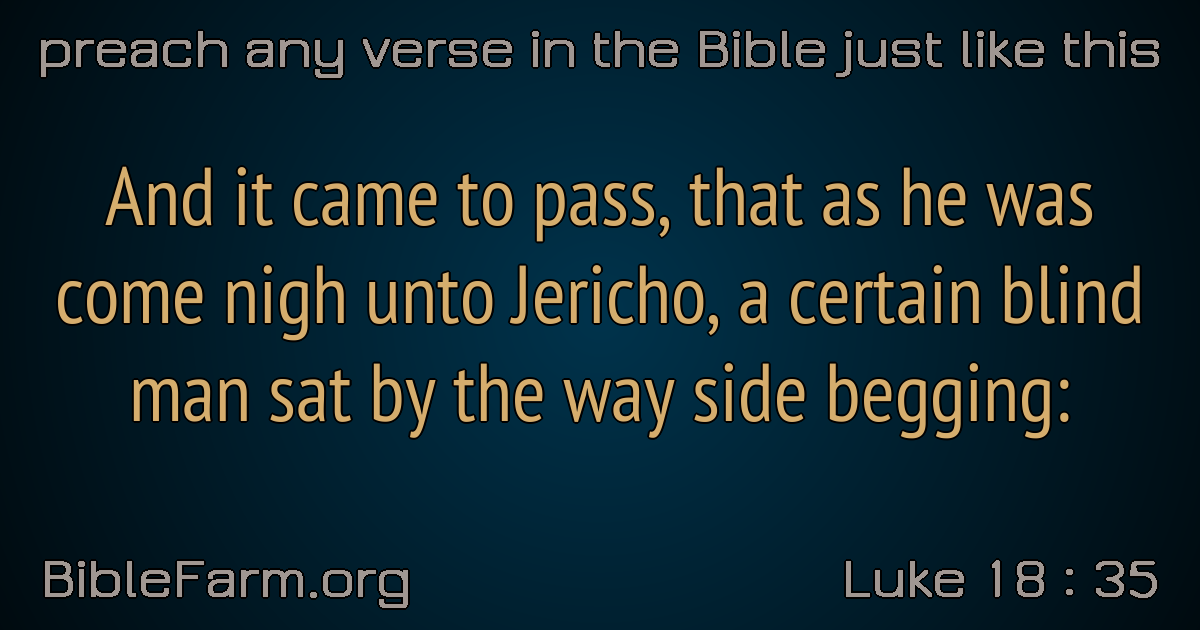 preach any verse in the Bible just like this
And it came to pass, that as he was
come nigh unto Jericho, a certain blind
man sat by the way side begging:
BibleFarm.org
Luke 18 : 35